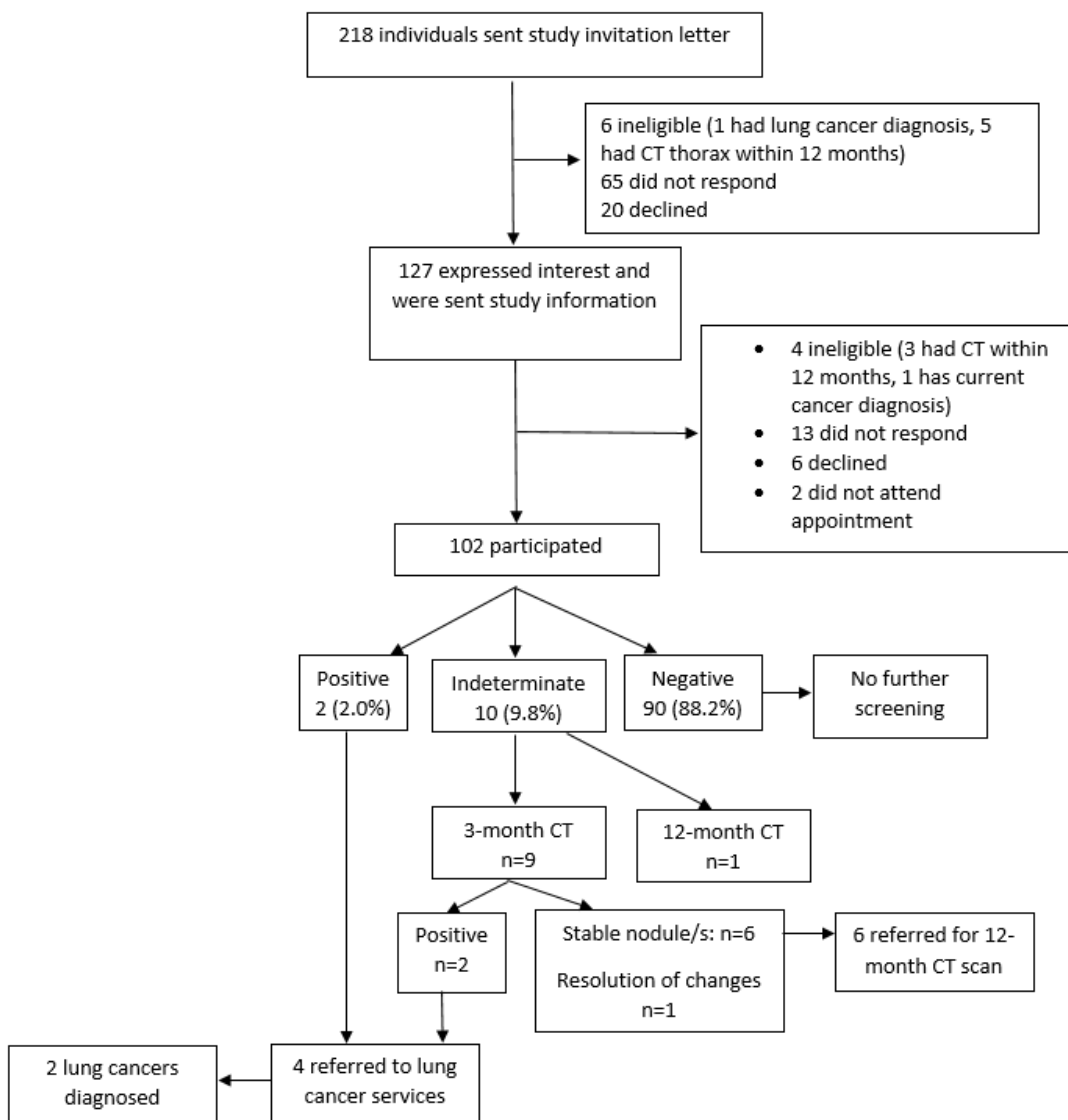 218 individuals sent study invitation letter
6 ineligible (1 had lung cancer diagnosis, 5
had CT thorax within 12 months)
65 did not respond
20 declined
127 expressed interest and
were sent study information
• 4 ineligible (3 had CT within
12 months, 1 has current
cancer diagnosis)
• 13 did not respond
• 6 declined
• 2 did not attend
appointment
102 participated
Positive
2 (2.0%)
Indeterminate
10 (9.8%)
Negative
90 (88.2%)
No further
screening
3-month CT
n=9
12-month CT
n=1
Positive
n=2
Stable nodule/s: n=6
Resolution of changes
n=1
6 referred for 12-
month CT scan
2 lung cancers
diagnosed
4 referred to lung
cancer services